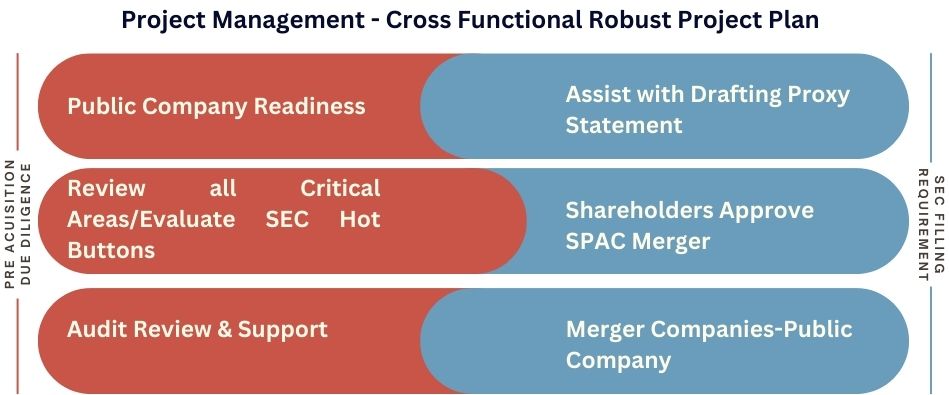 Project Management - Cross Functional Robust Project Plan
PRE ACUISITION
DUE DILIGENCE
Public Company Readiness
Assist with Drafting Proxy
Statement
Review all Critical
Areas/Evaluate SEC Hot
Buttons
Shareholders Approve
SPAC Merger
Audit Review & Support
Merger Companies-Public
Company
SEC FILLING
REQUIREMENT